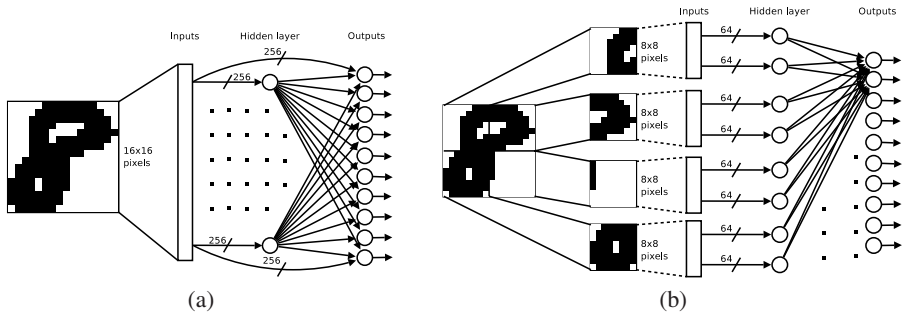 Inputs Hidden layer Outputs
256
256
16x16
pixels
256
256
(a)
Inputs Hidden layer Outputs
64
8x8
pixels
64
64
8x8
pixels
64
64
8x8
pixels
64
64
8x8
pixels
64
(b)